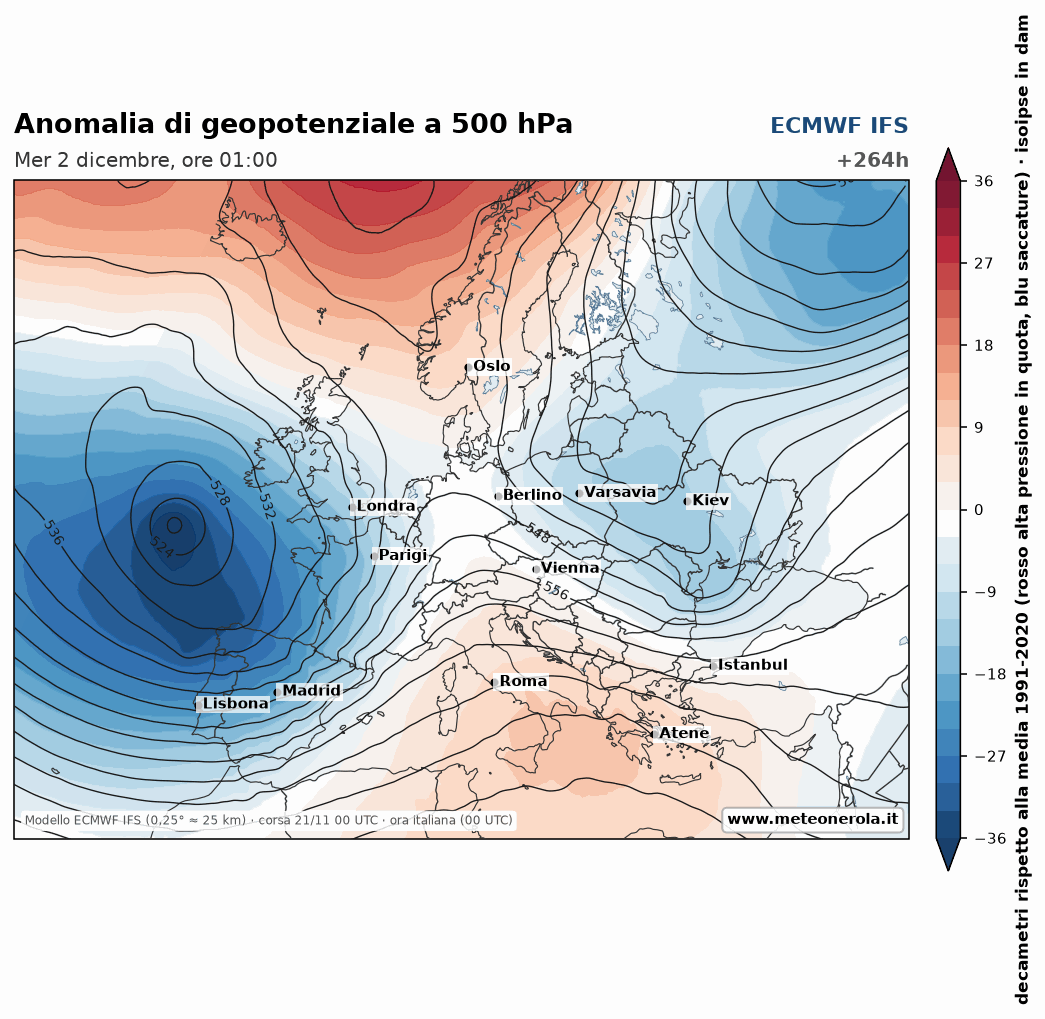 Anomalia di geopotenziale a 500 hPa
ECMWF IFS
Mer 2 dicembre, ore 01:00
+264h
36
27
18
9
0
−9
−18
−27
−36
decametri rispetto alla media 1991-2020 (rosso alta pressione in quota, blu saccature) · isoipse in dam
Oslo
528
532
536
524
Londra
Berlino
Varsavia
Kiev
548
Parigi
Vienna
556
Istanbul
Roma
Madrid
Lisbona
Atene
Modello ECMWF IFS (0,25° ≈ 25 km) · corsa 21/11 00 UTC · ora italiana (00 UTC)
www.meteonerola.it